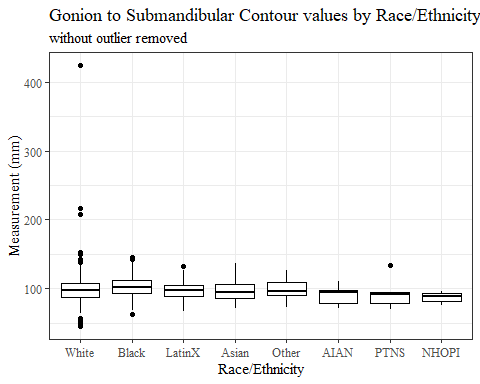 Gonion to Submandibular Contour values by Race/Ethnicity
without outlier removed
Measurement (mm)
400
300
200
100
White Black LatinX Asian Other AIAN PTNS NHOPI
Race/Ethnicity